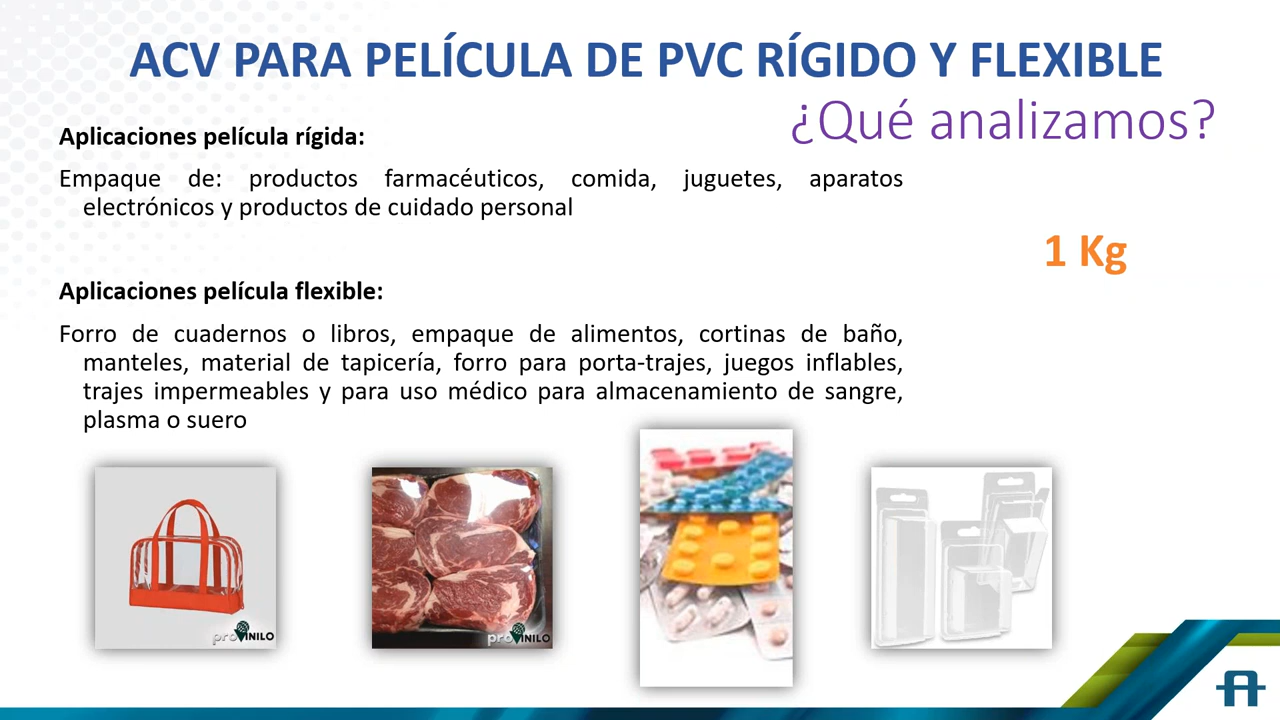 ACV PARA PELÍCULA DE PVC RÍGIDO Y FLEXIBLE
¿Qué analizamos?
Aplicaciones película rígida:
Empaque de: productos farmacéuticos, comida, juguetes, aparatos
electrónicos y productos de cuidado personal
1 Kg
Aplicaciones película flexible:
Forro de cuadernos o libros, empaque de alimentos, cortinas de baño,
manteles, material de tapicería, forro para porta-trajes, juegos inflables,
trajes impermeables y para uso médico para almacenamiento de sangre,
plasma o suero
proVINILO
proVINILO